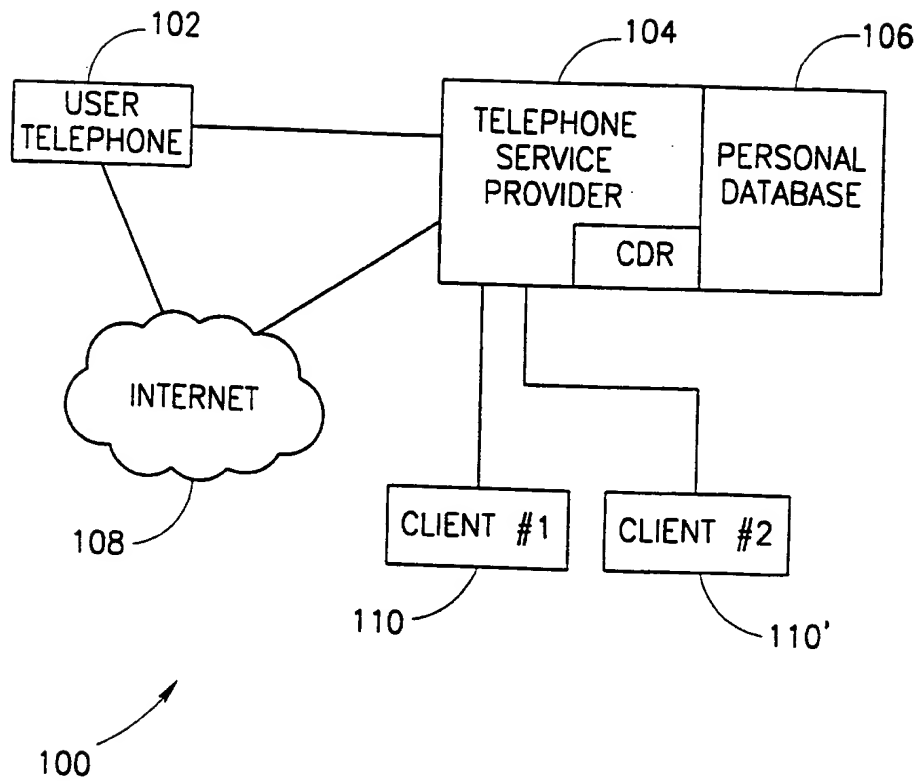 102
104
106
USER
TELEPHONE
TELEPHONE
SERVICE
PROVIDER
PERSONAL
DATABASE
CDR
INTERNET
108
CLIENT #1
CLIENT #2
110
110'
100